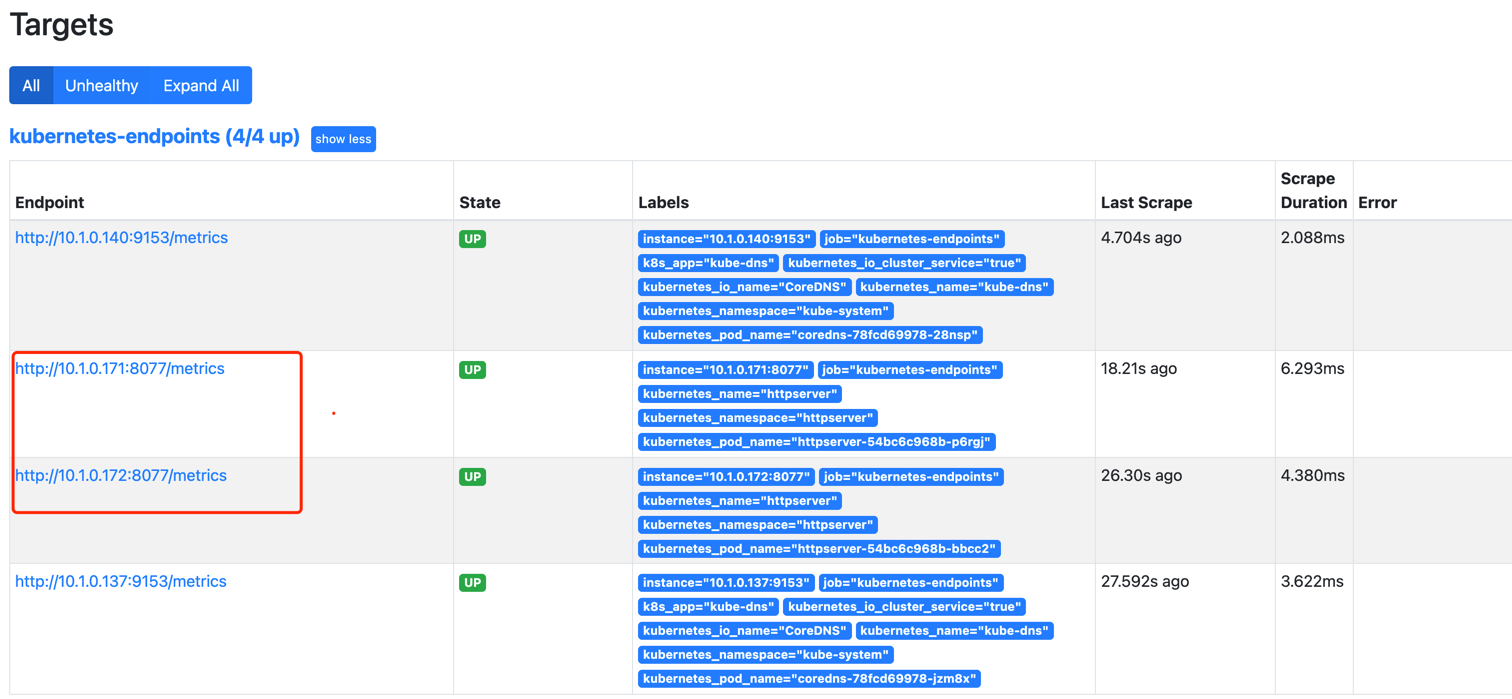 Targets
All Unhealthy Expand All
kubernetes-endpoints (4/4 up) show less
Endpoint State Labels Last Scrape Scrape Duration Error
http://10.1.0.140:9153/metrics UP instance="10.1.0.140:9153" job="kubernetes-endpoints" 4.704s ago 2.088ms
k8s_app="kube-dns" kubernetes_io_cluster_service="true"
kubernetes_io_name="CoreDNS" kubernetes_name="kube-dns"
kubernetes_namespace="kube-system"
kubernetes_pod_name="coredns-78fcd69978-28nsp"
http://10.1.0.171:8077/metrics UP instance="10.1.0.171:8077" job="kubernetes-endpoints" 18.21s ago 6.293ms
kubernetes_name="httpserver"
kubernetes_namespace="httpserver"
kubernetes_pod_name="httpserver-54bc6c968b-p6rgj"
http://10.1.0.172:8077/metrics UP instance="10.1.0.172:8077" job="kubernetes-endpoints" 26.30s ago 4.380ms
kubernetes_name="httpserver"
kubernetes_namespace="httpserver"
kubernetes_pod_name="httpserver-54bc6c968b-bbcc2"
http://10.1.0.137:9153/metrics UP instance="10.1.0.137:9153" job="kubernetes-endpoints" 27.592s ago 3.622ms
k8s_app="kube-dns" kubernetes_io_cluster_service="true"
kubernetes_io_name="CoreDNS" kubernetes_name="kube-dns"
kubernetes_namespace="kube-system"
kubernetes_pod_name="coredns-78fcd69978-jzm8x"